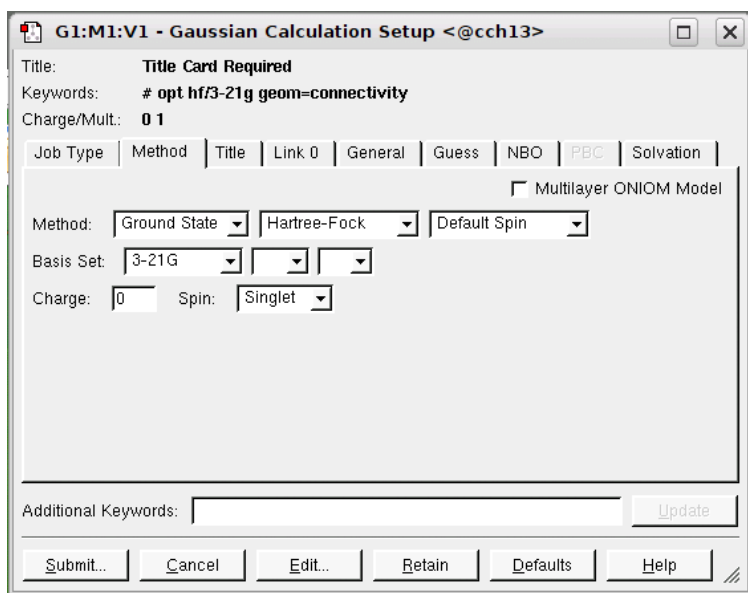 G1:M1:V1 - Gaussian Calculation Setup <@cch13>
Title: Title Card Required
Keywords: # opt hf/3-21g geom=connectivity
Charge/Mult.: 0 1
Job Type Method Title Link 0 General Guess NBO PBC Solvation
Multilayer ONIOM Model
Method: Ground State Hartree-Fock Default Spin
Basis Set: 3-21G
Charge: 0 Spin: Singlet
Additional Keywords: Update
Submit... Cancel Edit... Retain Defaults Help